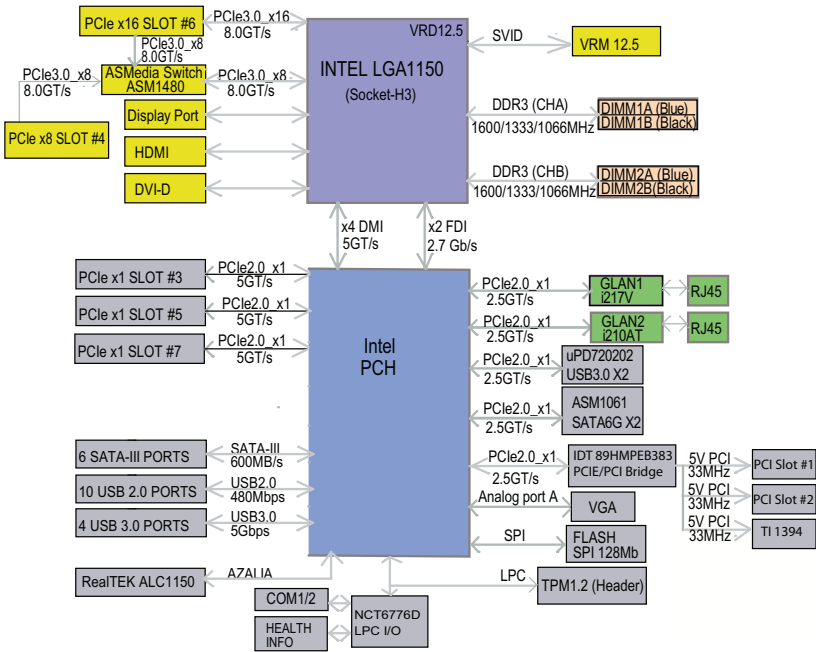 PCIe x16 SLOT #6
PCIe3.0_x16
8.0GT/s
PCIe3.0_x8
8.0GT/s
PCIe3.0_x8
8.0GT/s
ASMedia Switch
ASM1480
PCIe3.0_x8
8.0GT/s
PCIe x8 SLOT #4
Display Port
HDMI
DVI-D
VRD12.5
INTEL LGA1150
(Socket-H3)
SVID
VRM 12.5
DDR3 (CHA)
1600/1333/1066MHz
DIMM1A (Blue)
DIMM1B (Black)
DDR3 (CHB)
1600/1333/1066MHz
DIMM2A (Blue)
DIMM2B(Black)
x4 DMI
5GT/s
x2 FDI
2.7 Gb/s
PCIe x1 SLOT #3
PCIe2.0_x1
5GT/s
PCIe x1 SLOT #5
PCIe2.0_x1
5GT/s
PCIe x1 SLOT #7
PCIe2.0_x1
5GT/s
Intel
PCH
PCIe2.0_x1
2.5GT/s
GLAN1
i217V
RJ45
PCIe2.0_x1
2.5GT/s
GLAN2
i210AT
RJ45
PCIe2.0_x1
2.5GT/s
uPD720202
USB3.0 X2
PCIe2.0_x1
2.5GT/s
ASM1061
SATA6G X2
PCIe2.0_x1
2.5GT/s
IDT 89HMPEB383
PCIE/PCI Bridge
5V PCI
33MHz
PCI Slot #1
5V PCI
33MHz
PCI Slot #2
5V PCI
33MHz
TI 1394
6 SATA-III PORTS
SATA-III
600MB/s
10 USB 2.0 PORTS
USB2.0
480Mbps
4 USB 3.0 PORTS
USB3.0
5Gbps
Analog port A
VGA
SPI
FLASH
SPI 128Mb
RealTEK ALC1150
AZALIA
LPC
TPM1.2 (Header)
COM1/2
HEALTH
INFO
NCT6776D
LPC I/O